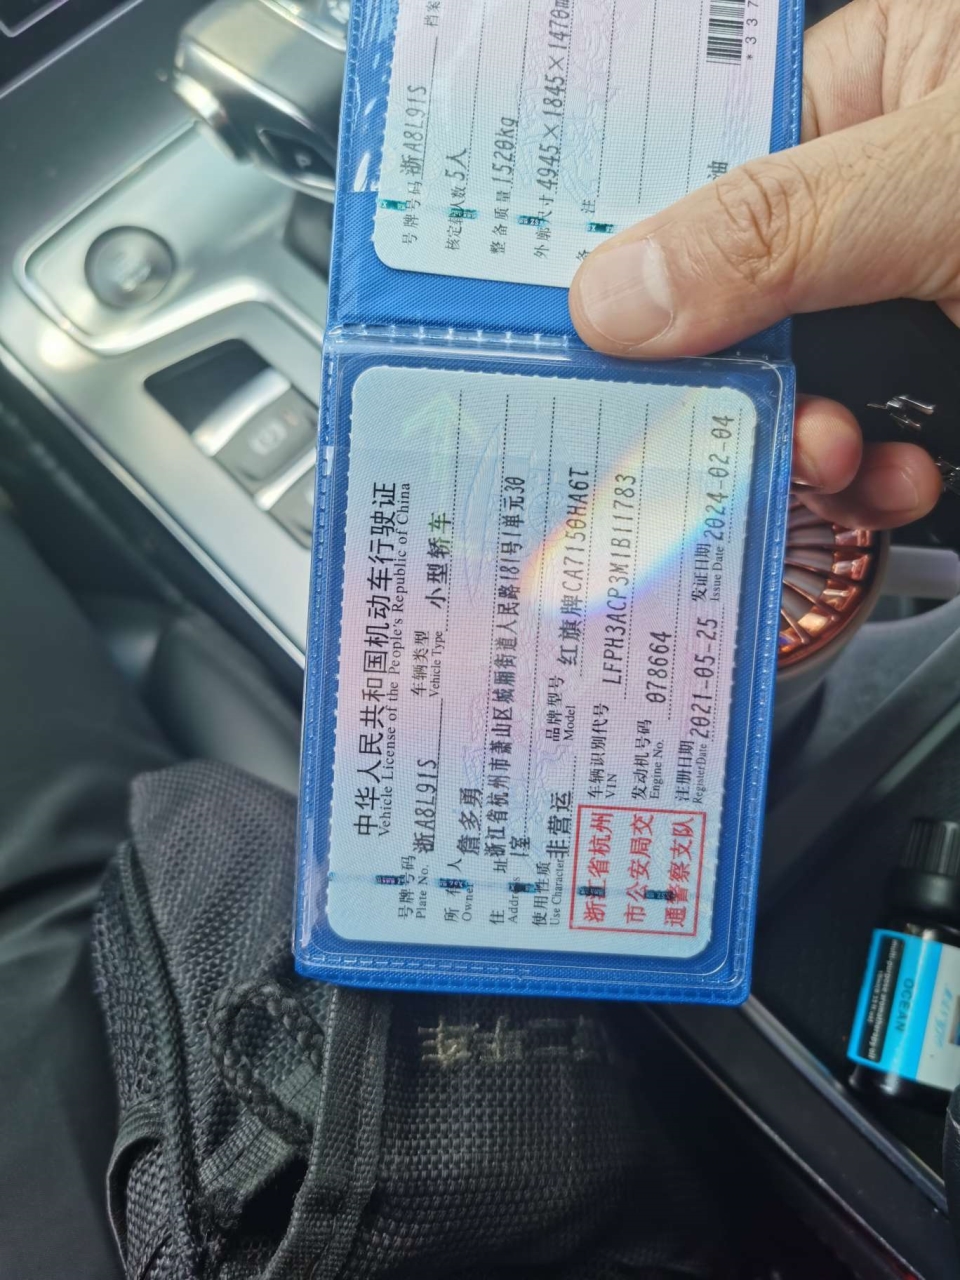 中华人民共和国机动车行驶证
Vehicle License of the People's Republic of China
号牌号码 浙A8L91S 车辆类型 小型轿车
Plate No. Vehicle Type
所有人 詹多勇
Owner
住址 浙江省杭州市萧山区城厢街道人民路181号1单元30
Address 1室
使用性质 非营运 品牌型号 红旗牌CA7150HA6T
Use Character Model
浙江省杭州
市公安局交
通警察支队
车辆识别代号 LFPH3ACP3M1B11783
VIN
发动机号码 078664
Engine No.
注册日期 2021-05-25 发证日期 2024-02-04
Register Date Issue Date
号牌号码 浙A8L91S 档案
核定载人数 5人
整备质量 1520kg
外廓尺寸 4945×1845×1470m
备注
油
*337
OCEAN